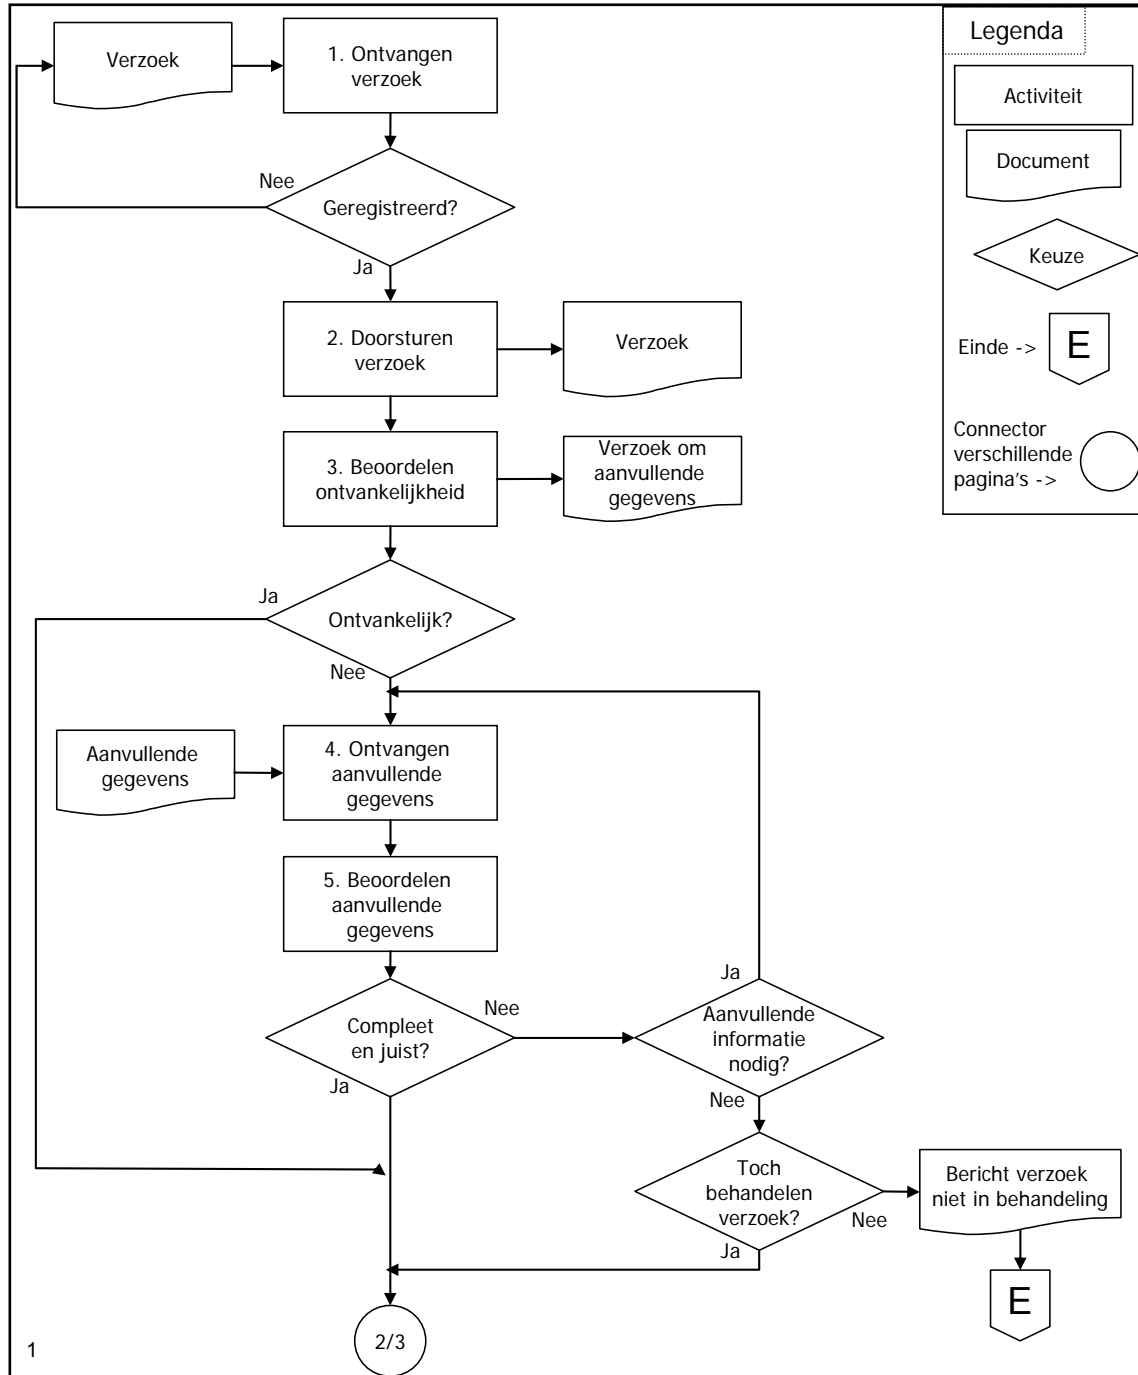 Verzoek
1. Ontvangen
verzoek
Nee
Geregistreerd?
Ja
2. Doorsturen
verzoek
Verzoek
3. Beoordelen
ontvankelijkheid
Verzoek om
aanvullende
gegevens
Ja
Ontvankelijk?
Nee
Aanvullende
gegevens
4. Ontvangen
aanvullende
gegevens
5. Beoordelen
aanvullende
gegevens
Compleet
en juist?
Nee
Ja
Ja
Aanvullende
informatie
nodig?
Nee
Toch
behandelen
verzoek?
Nee
Ja
Bericht verzoek
niet in behandeling
E
2/3
1
Legenda
Activiteit
Document
Keuze
Einde ->
E
Connector
verschillende
pagina's ->